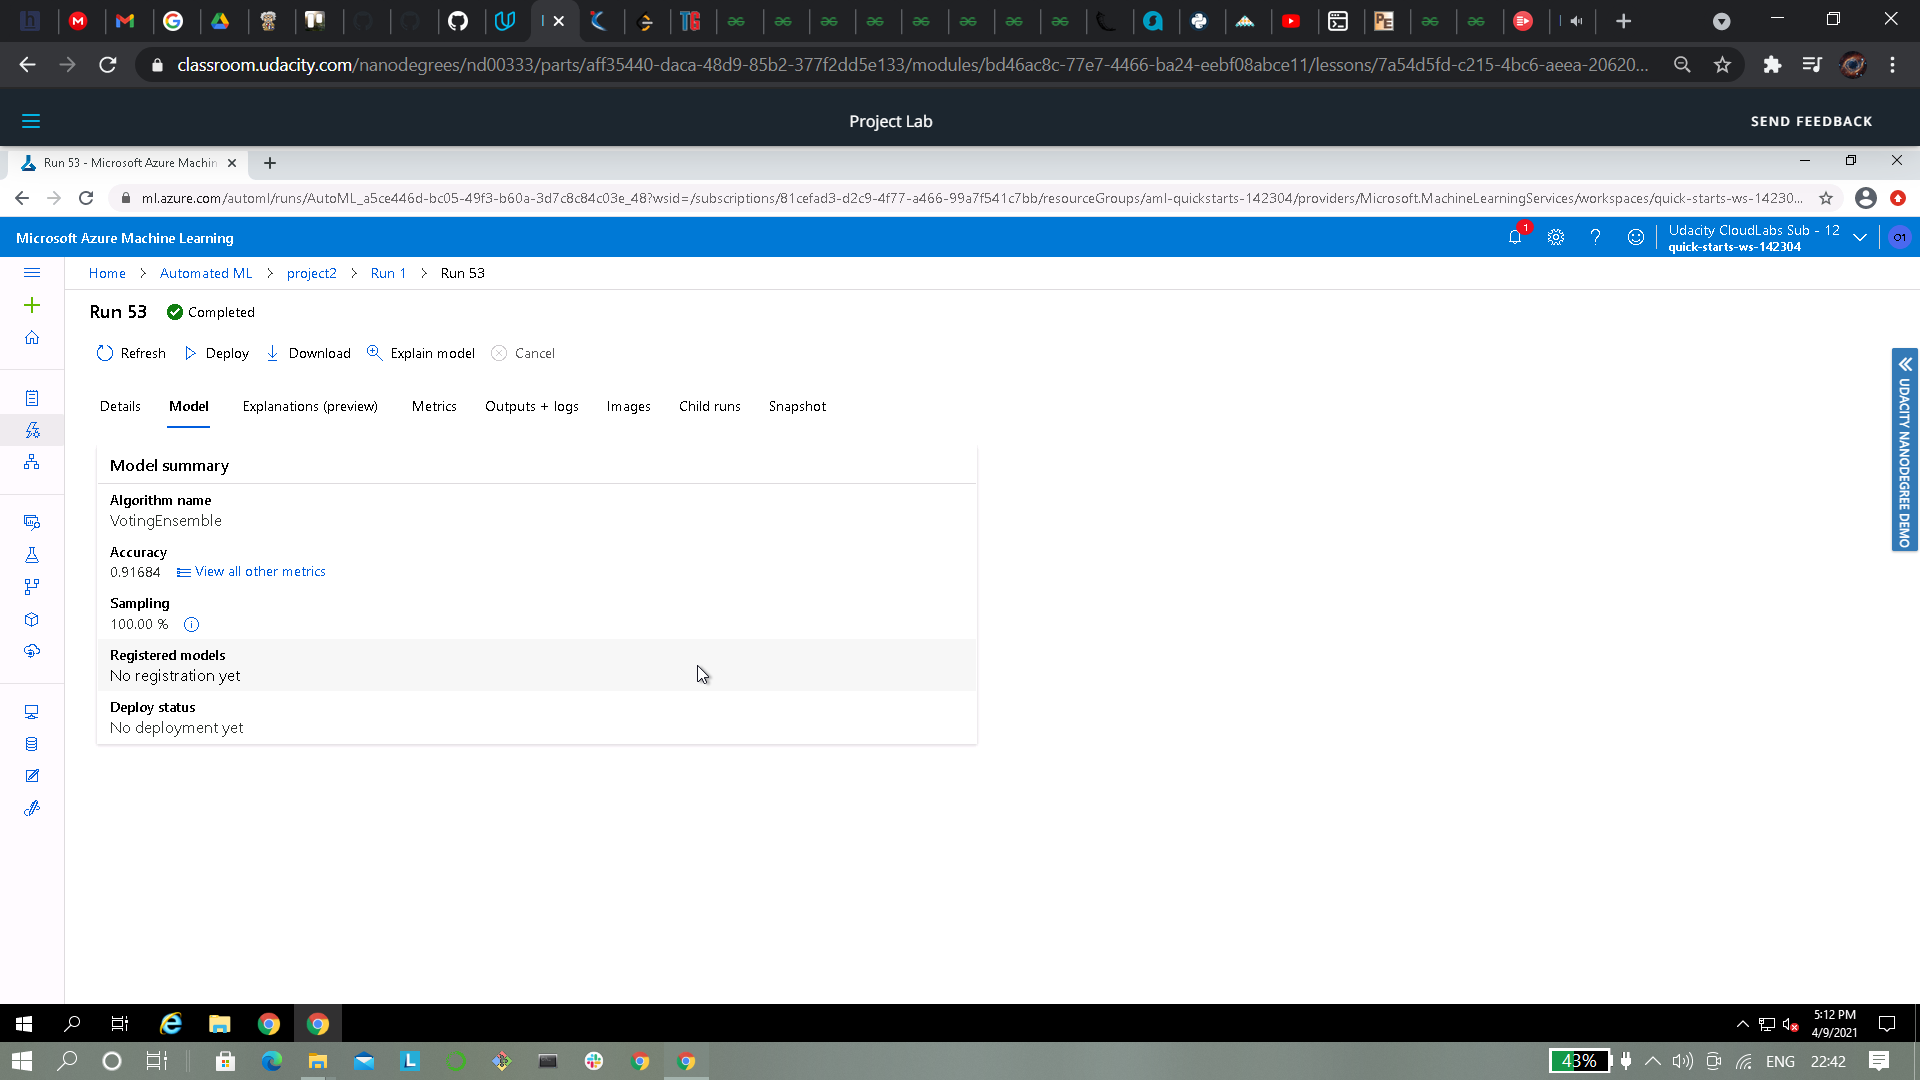 classroom.udacity.com/nanodegrees/nd00333/parts/aff35440-daca-48d9-85b2-377f2dd5e133/modules/bd46ac8c-77e7-4466-ba24-eebf08abce11/lessons/7a54d5fd-c215-4bc6-aeea-20620...
Project Lab
SEND FEEDBACK
Run 53 - Microsoft Azure Machin
ml.azure.com/automl/runs/AutoML_a5ce446d-bc05-49f3-b60a-3d7c8c84c03e_48?wsid=/subscriptions/81cefad3-d2c9-4f77-a466-99a7f541c7bb/resourceGroups/aml-quickstarts-142304/providers/Microsoft.MachineLearningServices/workspaces/quick-starts-ws-14230...
Microsoft Azure Machine Learning
1
Udacity CloudLabs Sub - 12
quick-starts-ws-142304
O1
Home > Automated ML > project2 > Run 1 > Run 53
Run 53 Completed
Refresh Deploy Download Explain model Cancel
Details Model Explanations (preview) Metrics Outputs + logs Images Child runs Snapshot
UDACITY NANODEGREE DEMO
Model summary
Algorithm name
VotingEnsemble
Accuracy
0.91684 View all other metrics
Sampling
100.00 %
Registered models
No registration yet
Deploy status
No deployment yet
5:12 PM
4/9/2021
43% ENG 22:42